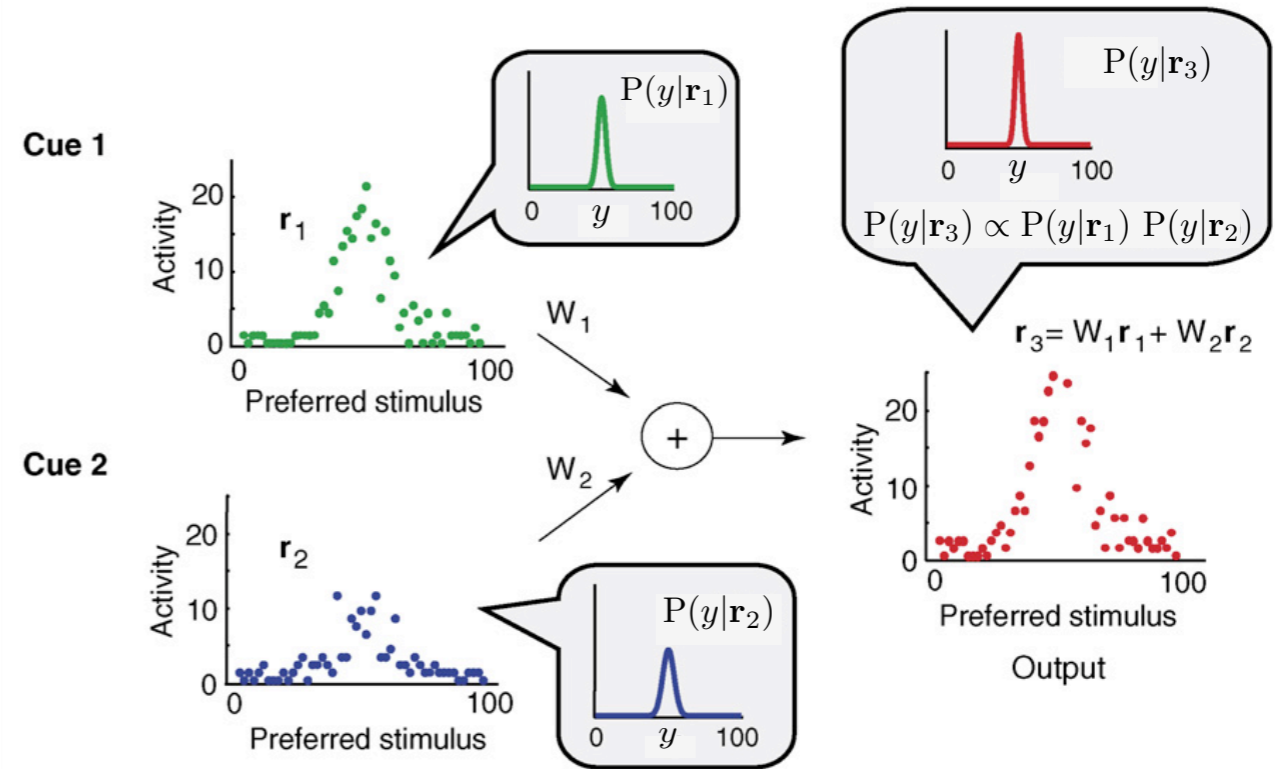 Cue 1
Activity
20
10
0
r₁
0 100
Preferred stimulus
P(y|r₁)
0 y 100
W₁
Cue 2
Activity
20
10
0
r₂
0 100
Preferred stimulus
P(y|r₂)
0 y 100
W₂
+
P(y|r₃)
0 y 100
P(y|r₃) ∝ P(y|r₁) P(y|r₂)
r₃= W₁r₁+ W₂r₂
Activity
20
10
0
0 100
Preferred stimulus
Output